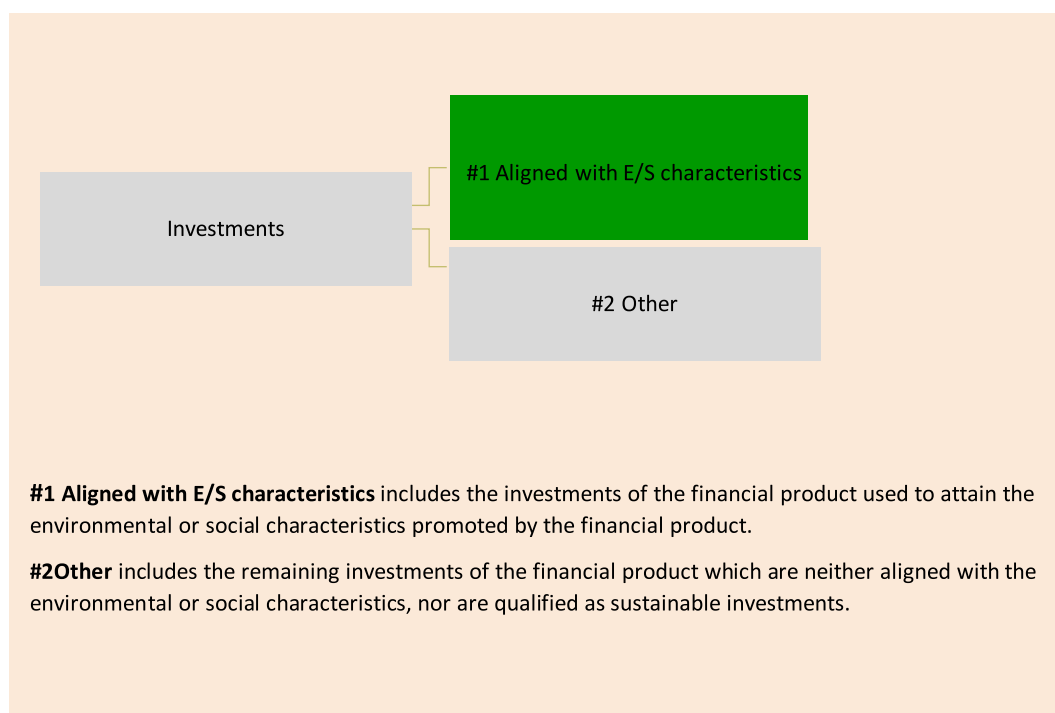 #1 Aligned with E/S characteristics
Investments
#2 Other
#1 Aligned with E/S characteristics includes the investments of the financial product used to attain the
environmental or social characteristics promoted by the financial product.
#2Other includes the remaining investments of the financial product which are neither aligned with the
environmental or social characteristics, nor are qualified as sustainable investments.